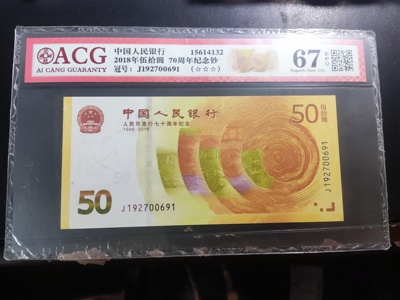 ACG
AI CANG GUARANTY
中国人民银行 15614132
2018年伍拾圆 70周年纪念钞
冠号: J192700691 (☆☆☆)
67
Superb Gem Unc
中国人民银行
人民币发行七十周年纪念
1948-2018
50 伍拾圆
50
J192700691
J192700691